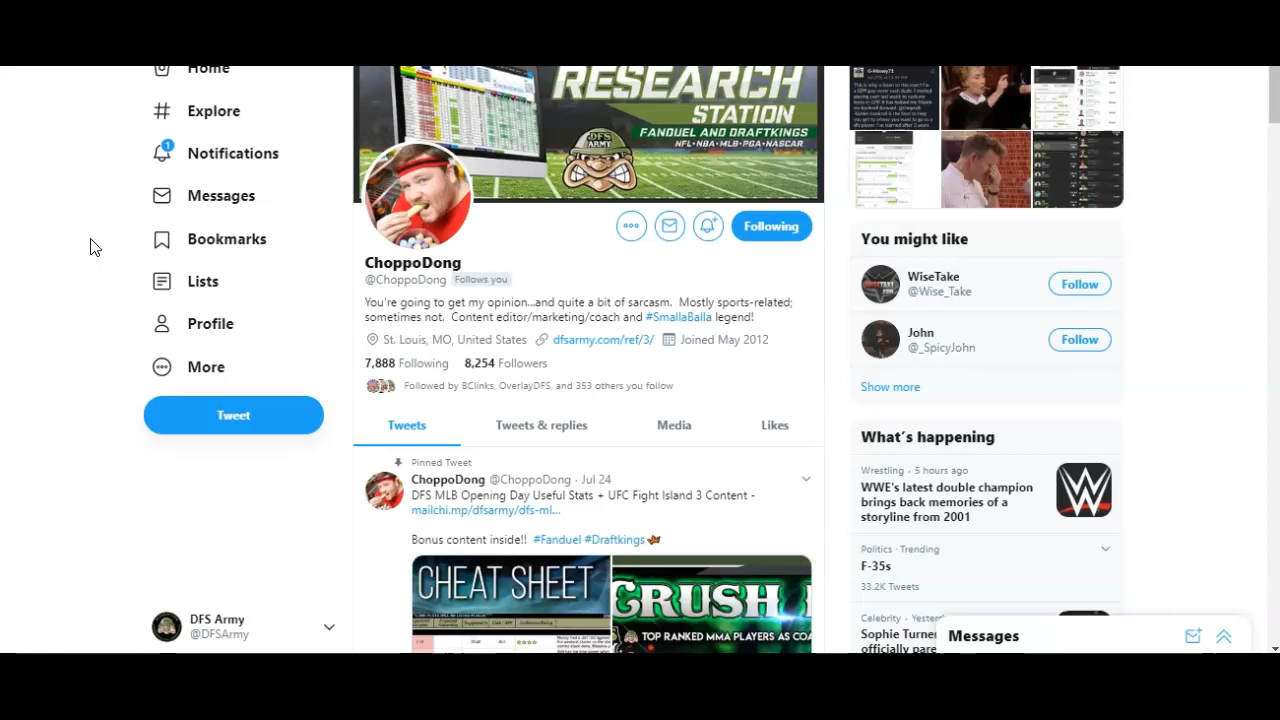 Home
Explore
1
Notifications
Messages
Bookmarks
Lists
Profile
More
Tweet
DFS Army
@DFSArmy
RESEARCH
STATION
FANDUEL AND DRAFTKINGS
NFL•NBA•MLB•PGA•NASCAR
DFS
ARMY
Following
ChoppoDong
@ChoppoDong Follows you
You're going to get my opinion...and quite a bit of sarcasm. Mostly sports-related;
sometimes not. Content editor/marketing/coach and #SmallaBalla legend!
St. Louis, MO, United States dfsarmy.com/ref/3/ Joined May 2012
7,888 Following 8,254 Followers
Followed by BClinks, OverlayDFS, and 353 others you follow
Tweets Tweets & replies Media Likes
Pinned Tweet
ChoppoDong @ChoppoDong · Jul 24
DFS MLB Opening Day Useful Stats + UFC Fight Island 3 Content -
mailchi.mp/dfsarmy/dfs-ml...
Bonus content inside!! #Fanduel #Draftkings
CHEAT SHEET
CRUSH
TOP RANKED MMA PLAYERS AS COA
You might like
WiseTake
@Wise_Take
Follow
John
@_SpicyJohn
Follow
Show more
What's happening
Wrestling · 5 hours ago
WWE's latest double champion
brings back memories of a
storyline from 2001
Politics · Trending
F-35s
33.2K Tweets
Celebrity · Yester
Sophie Turner
officially pare
Messages